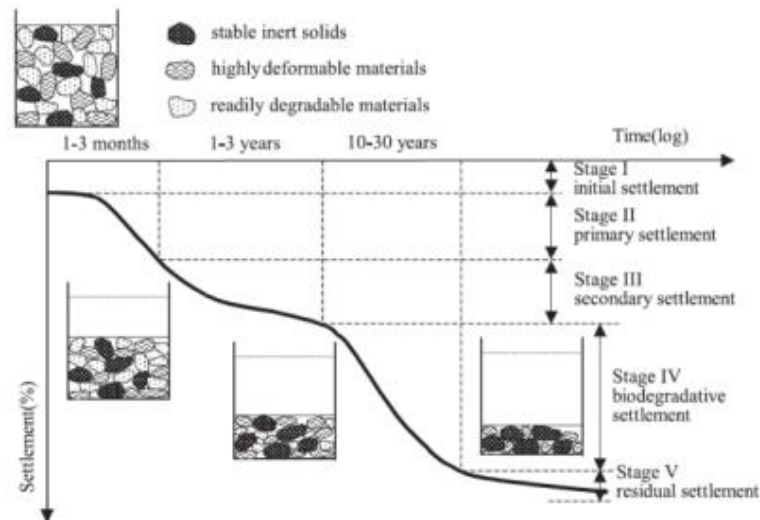 stable inert solids
highly deformable materials
readily degradable materials
1-3 months
1-3 years
10-30 years
Time(log)
Stage I
initial settlement
Stage II
primary settlement
Stage III
secondary settlement
Stage IV
biodegradative
settlement
Stage V
residual settlement
Settlement(%)